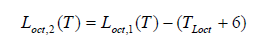 L_{oct,2}(T) = L_{oct,1}(T) − (T_{Loct} + 6)